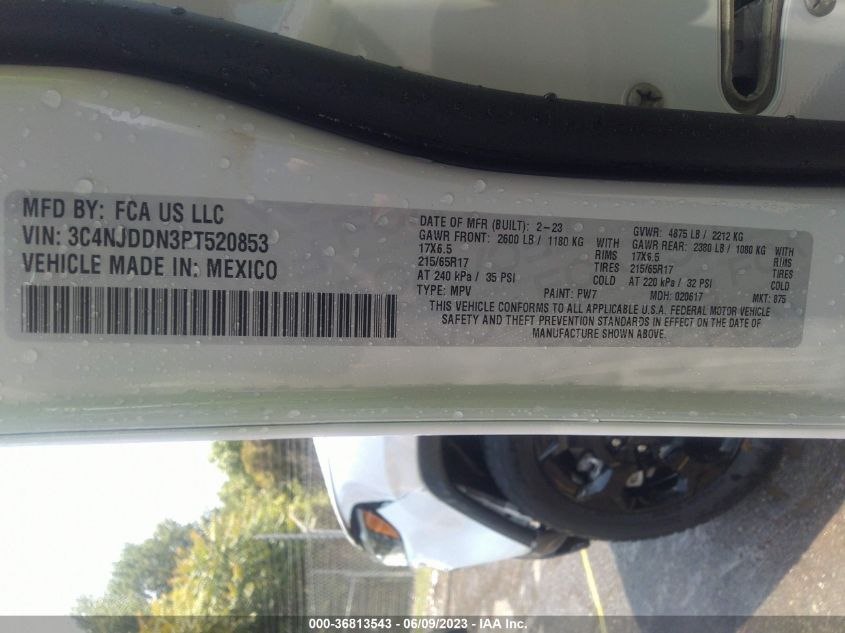 MFD BY: FCA US LLC
VIN: 3C4NJDDN3PT520853
VEHICLE MADE IN: MEXICO
DATE OF MFR (BUILT): 2-23
GAWR FRONT: 2600 LB / 1180 KG WITH
17X6.5 RIMS
215/65R17 TIRES
AT 240 kPa / 35 PSI COLD
TYPE: MPV PAINT: PW7
GVWR: 4875 LB / 2212 KG
GAWR REAR: 2380 LB / 1080 KG WITH
17X6.5 RIMS
215/65R17 TIRES
AT 220 kPa / 32 PSI COLD
MDH: 020617 MKT: 875
THIS VEHICLE CONFORMS TO ALL APPLICABLE U.S.A. FEDERAL MOTOR VEHICLE
SAFETY AND THEFT PREVENTION STANDARDS IN EFFECT ON THE DATE OF
MANUFACTURE SHOWN ABOVE.
000-36813543 - 06/09/2023 - IAA Inc.